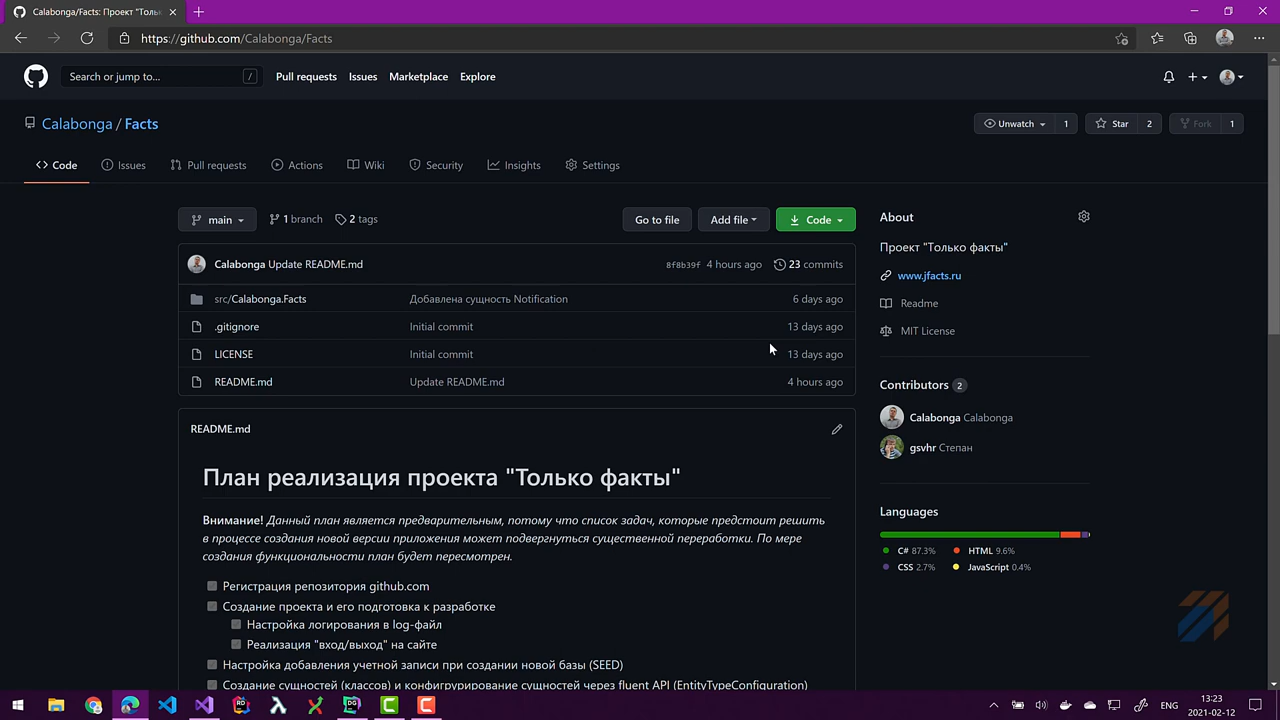 Calabonga/Facts: Проект "Тольк
https://github.com/Calabonga/Facts
Search or jump to...
/
Pull requests
Issues
Marketplace
Explore
Calabonga / Facts
Unwatch
1
Star
2
Fork
1
Code
Issues
Pull requests
Actions
Wiki
Security
Insights
Settings
main
1 branch
2 tags
Go to file
Add file
Code
Calabonga Update README.md
8f8b39f 4 hours ago
23 commits
src/Calabonga.Facts
Добавлена сущность Notification
6 days ago
.gitignore
Initial commit
13 days ago
LICENSE
Initial commit
13 days ago
README.md
Update README.md
4 hours ago
README.md
План реализация проекта "Только факты"
Внимание! Данный план является предварительным, потому что список задач, которые предстоит решить
в процессе создания новой версии приложения может подвергнуться существенной переработки. По мере
создания функциональности план будет пересмотрен.
Регистрация репозитория github.com
Создание проекта и его подготовка к разработке
Настройка логирования в log-файл
Реализация "вход/выход" на сайте
Настройка добавления учетной записи при создании новой базы (SEED)
Создание сущностей (классов) и конфигурирование сущностей через fluent API (EntityTypeConfiguration)
About
Проект "Только факты"
www.jfacts.ru
Readme
MIT License
Contributors 2
Calabonga Calabonga
gsvhr Степан
Languages
C# 87.3%
HTML 9.6%
CSS 2.7%
JavaScript 0.4%
ENG
13:23
2021-02-12